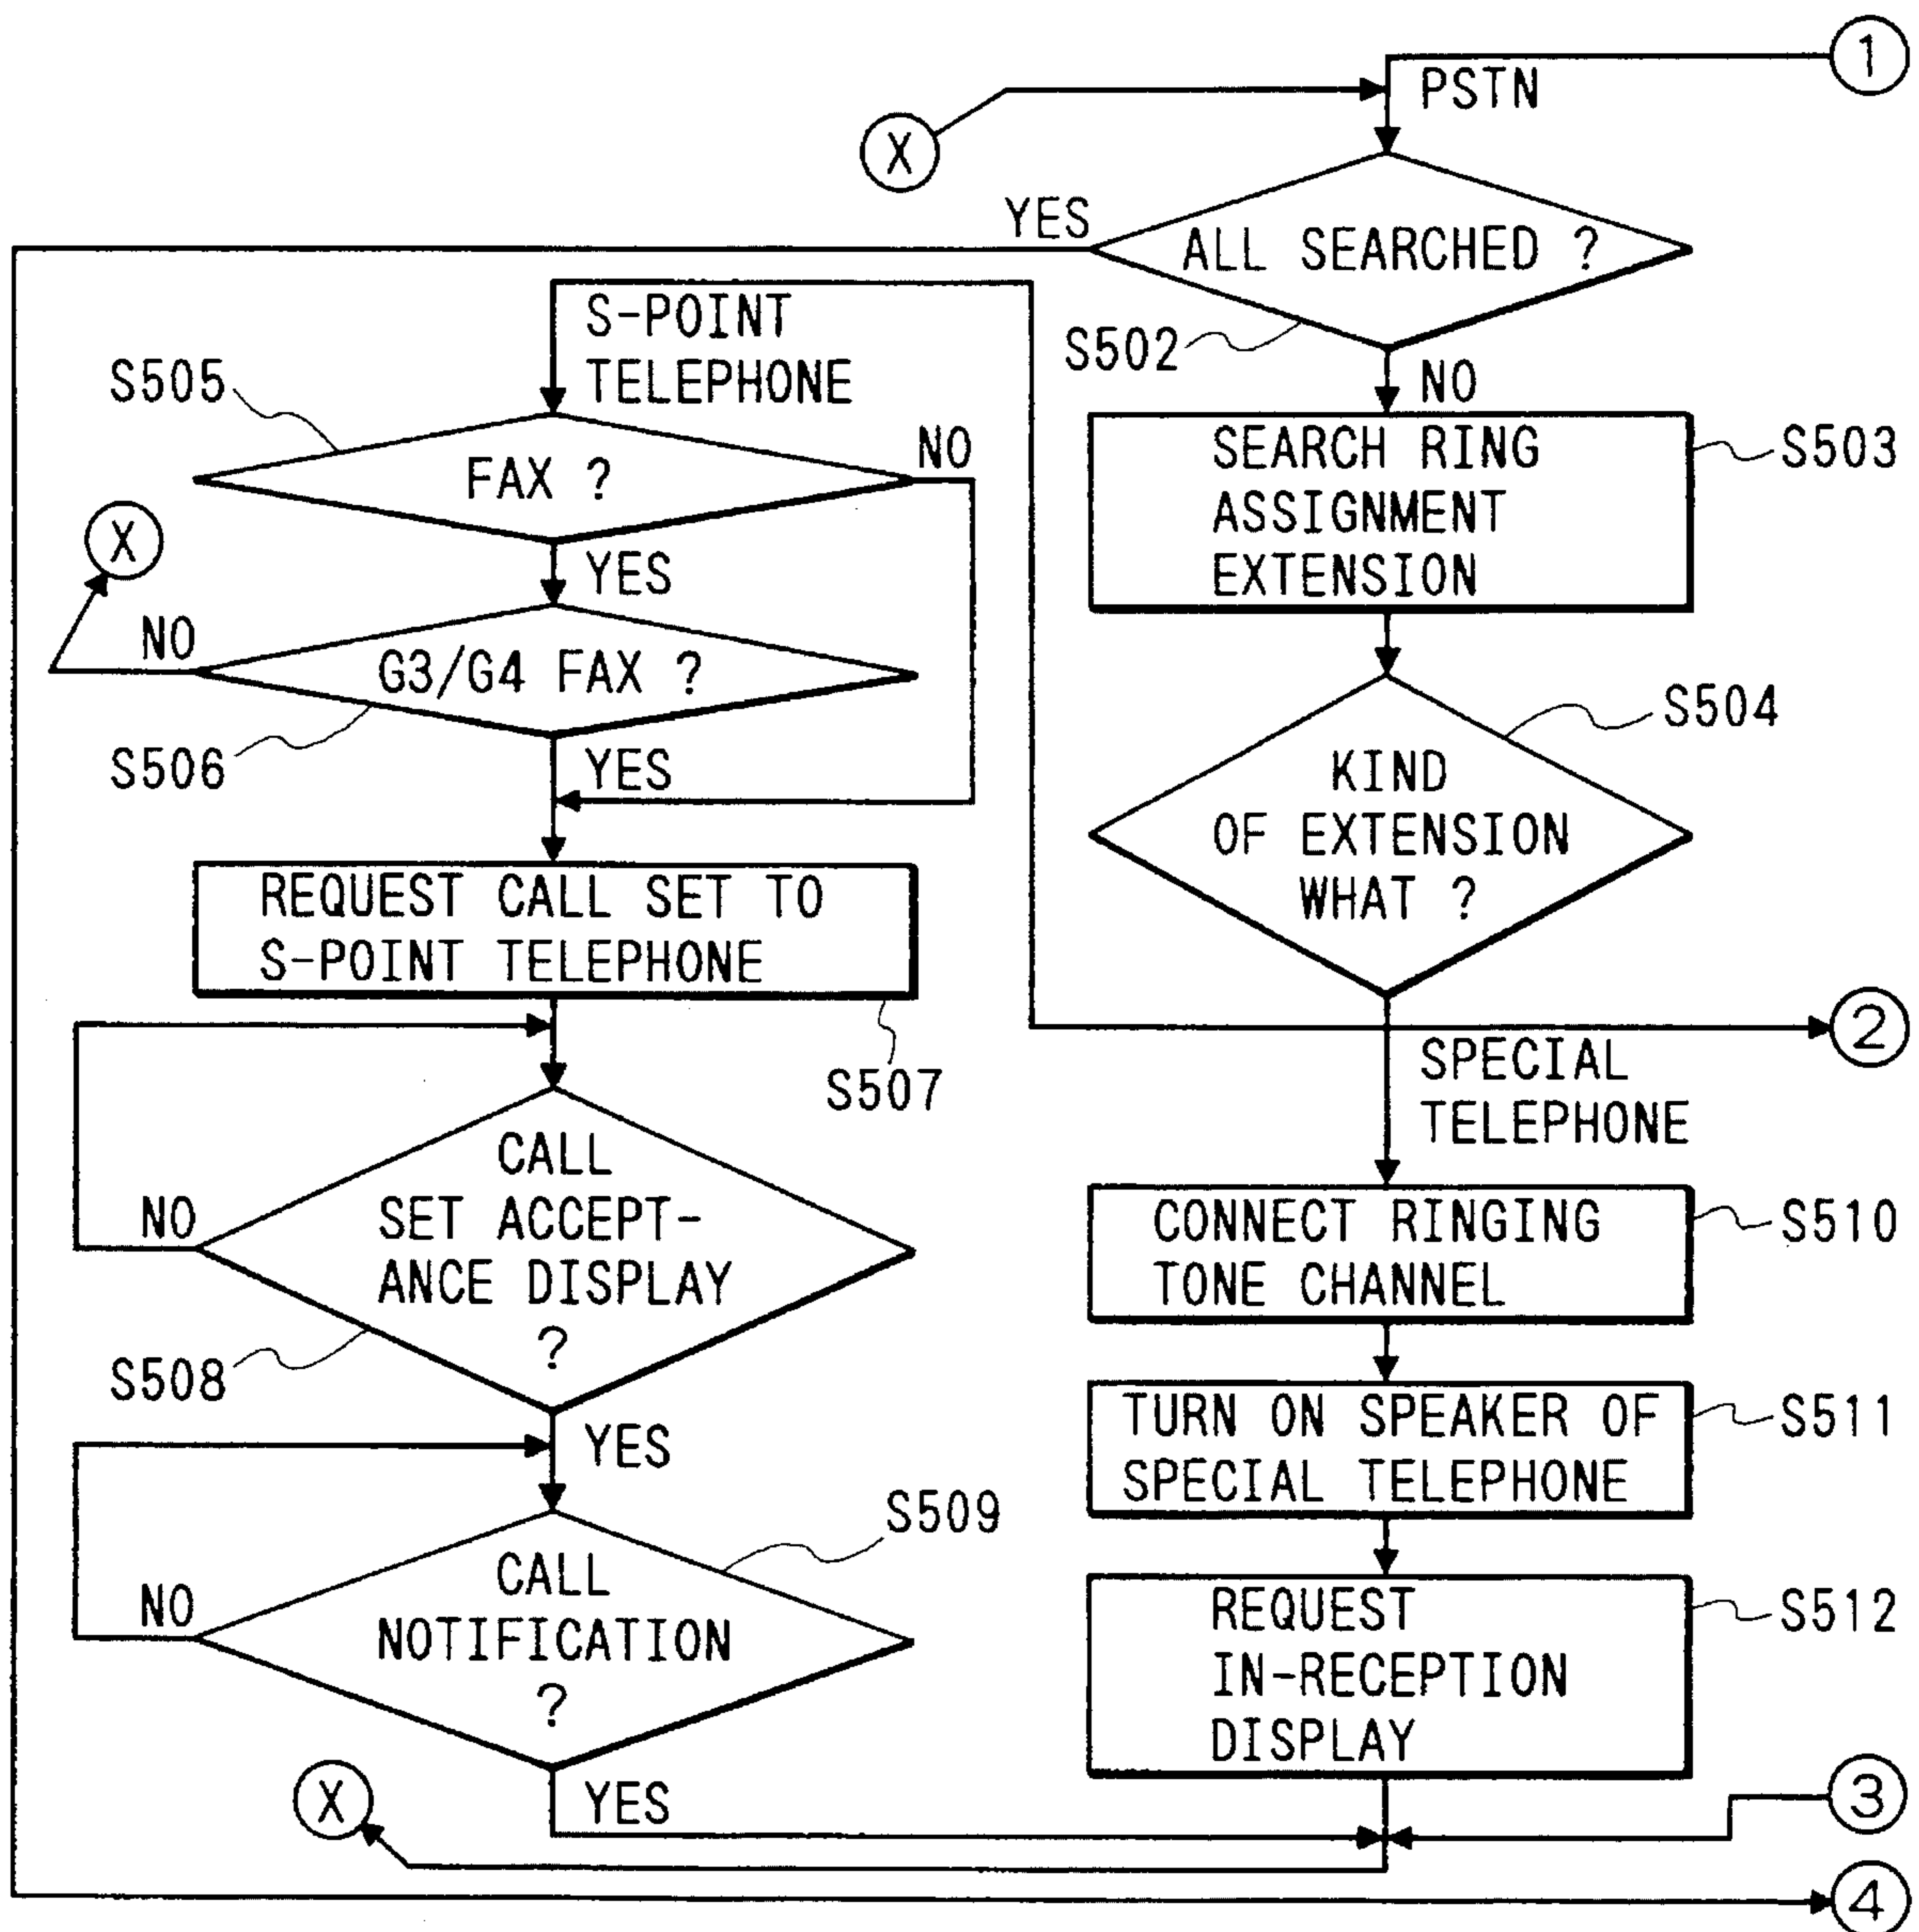 1
PSTN
X
YES
ALL SEARCHED ?
S502
NO
SEARCH RING
ASSIGNMENT
EXTENSION
S503
KIND
OF EXTENSION
WHAT ?
S504
2
S-POINT
TELEPHONE
S505
FAX ?
NO
X
YES
NO
G3/G4 FAX ?
S506
YES
REQUEST CALL SET TO
S-POINT TELEPHONE
S507
CALL
SET ACCEPT-
ANCE DISPLAY
?
NO
S508
YES
CALL
NOTIFICATION
?
S509
NO
YES
X
SPECIAL
TELEPHONE
CONNECT RINGING
TONE CHANNEL
S510
TURN ON SPEAKER OF
SPECIAL TELEPHONE
S511
REQUEST
IN-RECEPTION
DISPLAY
S512
3
4